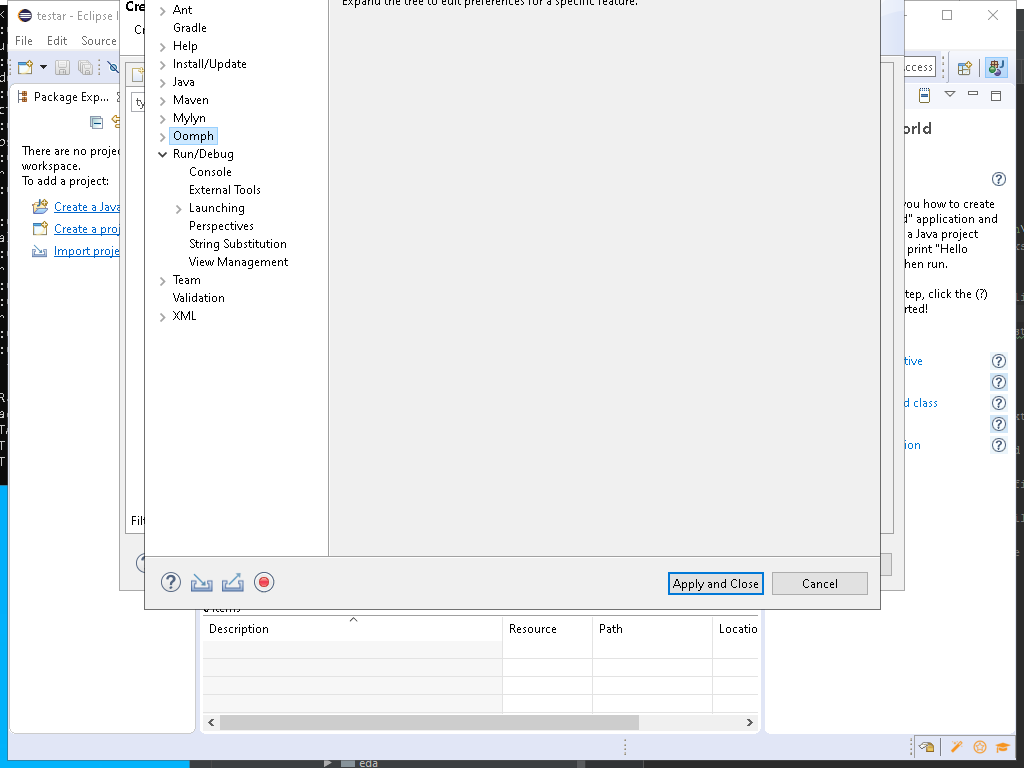 testar - Eclipse I
File Edit Source
Package Exp...
There are no proje
workspace.
To add a project:
Create a Java
Create a proj
Import proje
Cre
Cr
ty
Filt
Expand the tree to edit preferences for a specific feature.
Ant
Gradle
Help
Install/Update
Java
Maven
Mylyn
Oomph
Run/Debug
Console
External Tools
Launching
Perspectives
String Substitution
View Management
Team
Validation
XML
Apply and Close
Cancel
ccess
orld
you how to create
d" application and
a Java project
print "Hello
hen run.
tep, click the (?)
rted!
tive
d class
ion
items
Description Resource Path Locatio
eda